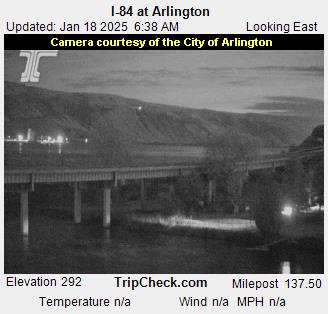 I-84 at Arlington
Updated: Jan 18 2025 6:38 AM Looking East
Camera courtesy of the City of Arlington
Elevation 292 TripCheck.com Milepost 137.50
Temperature n/a Wind n/a MPH n/a